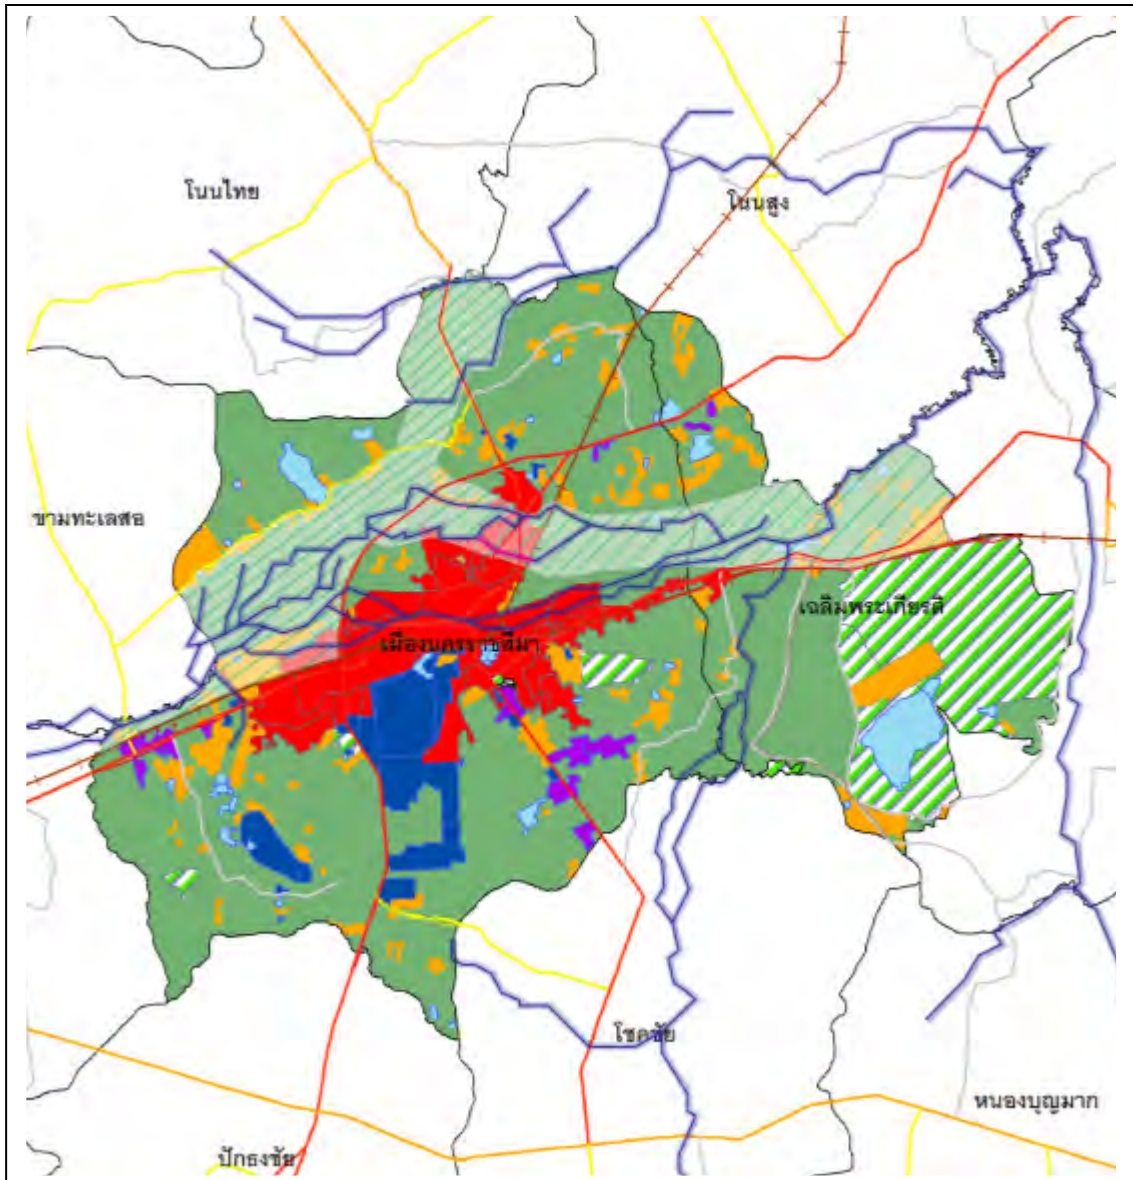 โนนไทย
โนนสูง
ขามทะเลสอ
เฉลิมพระเกียรติ
เมืองนครราชสีมา
โชคชัย
หนองบุญมาก
ปักธงชัย